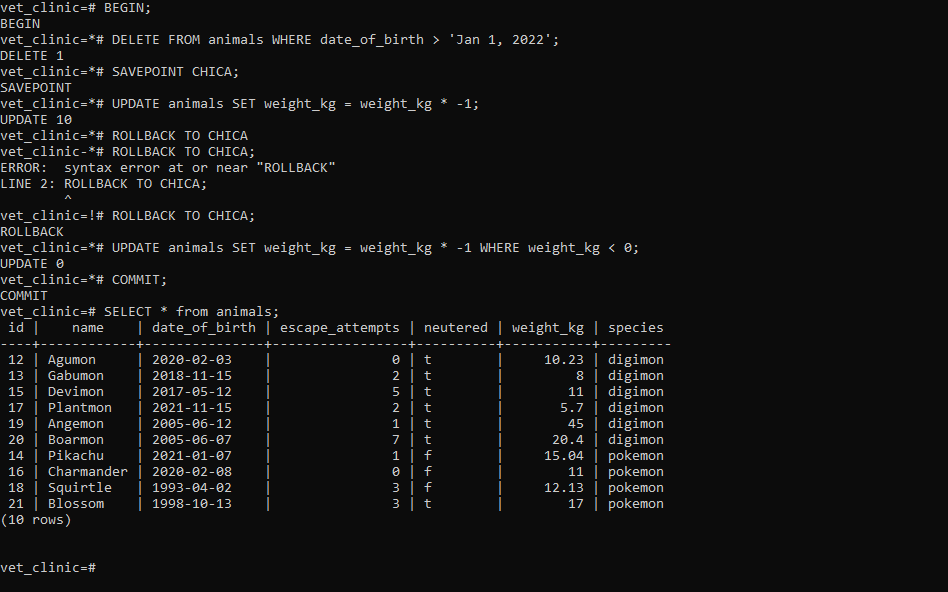 vet_clinic=# BEGIN;
BEGIN
vet_clinic=*# DELETE FROM animals WHERE date_of_birth > 'Jan 1, 2022';
DELETE 1
vet_clinic=*# SAVEPOINT CHICA;
SAVEPOINT
vet_clinic=*# UPDATE animals SET weight_kg = weight_kg * -1;
UPDATE 10
vet_clinic=*# ROLLBACK TO CHICA
vet_clinic-*# ROLLBACK TO CHICA;
ERROR:  syntax error at or near "ROLLBACK"
LINE 2: ROLLBACK TO CHICA;
        ^
vet_clinic=!# ROLLBACK TO CHICA;
ROLLBACK
vet_clinic=*# UPDATE animals SET weight_kg = weight_kg * -1 WHERE weight_kg < 0;
UPDATE 0
vet_clinic=*# COMMIT;
COMMIT
vet_clinic=# SELECT * from animals;
 id |    name    | date_of_birth | escape_attempts | neutered | weight_kg | species
----+------------+---------------+-----------------+----------+-----------+---------
 12 | Agumon     | 2020-02-03    |               0 | t        |     10.23 | digimon
 13 | Gabumon    | 2018-11-15    |               2 | t        |         8 | digimon
 15 | Devimon    | 2017-05-12    |               5 | t        |        11 | digimon
 17 | Plantmon   | 2021-11-15    |               2 | t        |       5.7 | digimon
 19 | Angemon    | 2005-06-12    |               1 | t        |        45 | digimon
 20 | Boarmon    | 2005-06-07    |               7 | t        |      20.4 | digimon
 14 | Pikachu    | 2021-01-07    |               1 | f        |     15.04 | pokemon
 16 | Charmander | 2020-02-08    |               0 | f        |        11 | pokemon
 18 | Squirtle   | 1993-04-02    |               3 | f        |     12.13 | pokemon
 21 | Blossom    | 1998-10-13    |               3 | t        |        17 | pokemon
(10 rows)
vet_clinic=#